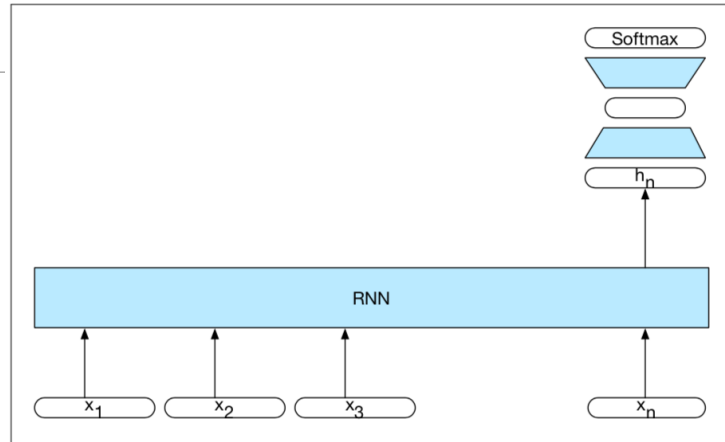 Softmax
hₙ
RNN
x₁ x₂ x₃ xₙ